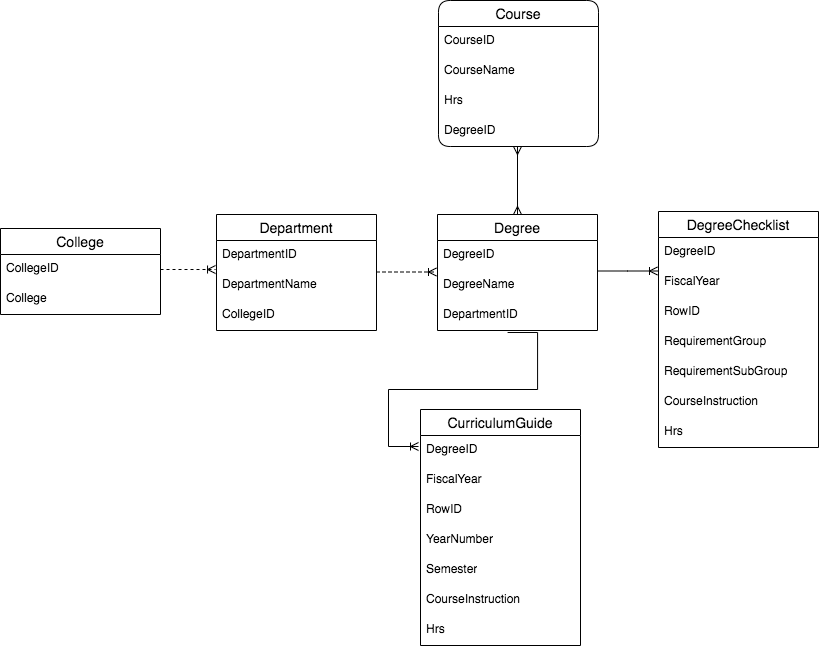 Course
CourseID
CourseName
Hrs
DegreeID
College
CollegeID
College
Department
DepartmentID
DepartmentName
CollegeID
Degree
DegreeID
DegreeName
DepartmentID
DegreeChecklist
DegreeID
FiscalYear
RowID
RequirementGroup
RequirementSubGroup
CourseInstruction
Hrs
CurriculumGuide
DegreeID
FiscalYear
RowID
YearNumber
Semester
CourseInstruction
Hrs